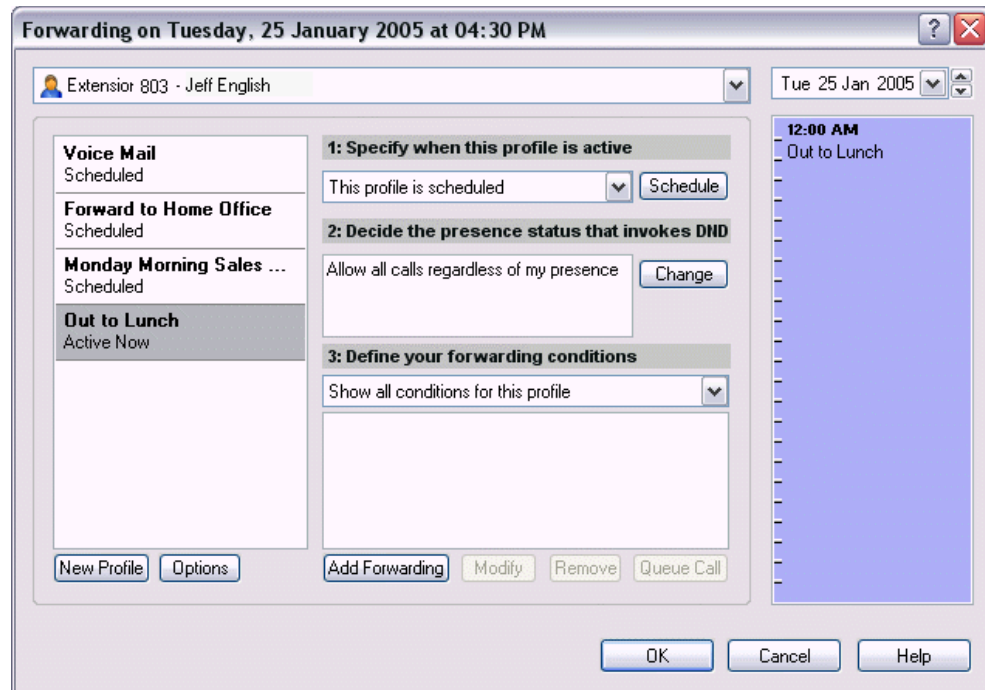 Forwarding on Tuesday, 25 January 2005 at 04:30 PM
?
Extensior 803 - Jeff English
Tue 25 Jan 2005
Voice Mail
Scheduled
Forward to Home Office
Scheduled
Monday Morning Sales ...
Scheduled
Out to Lunch
Active Now
New Profile
Options
1: Specify when this profile is active
This profile is scheduled
Schedule
2: Decide the presence status that invokes DND
Allow all calls regardless of my presence
Change
3: Define your forwarding conditions
Show all conditions for this profile
Add Forwarding
Modify
Remove
Queue Call
12:00 AM
Out to Lunch
OK
Cancel
Help